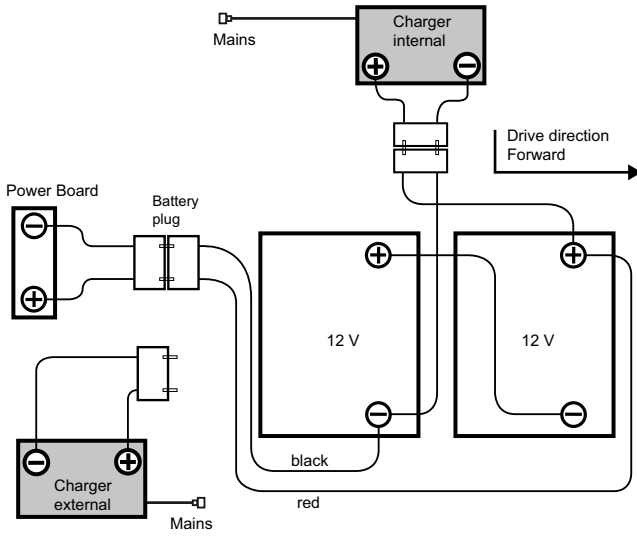 Charger
internal
Mains
Drive direction
Forward
Power Board
Battery
plug
12 V
12 V
black
red
Charger
external
Mains